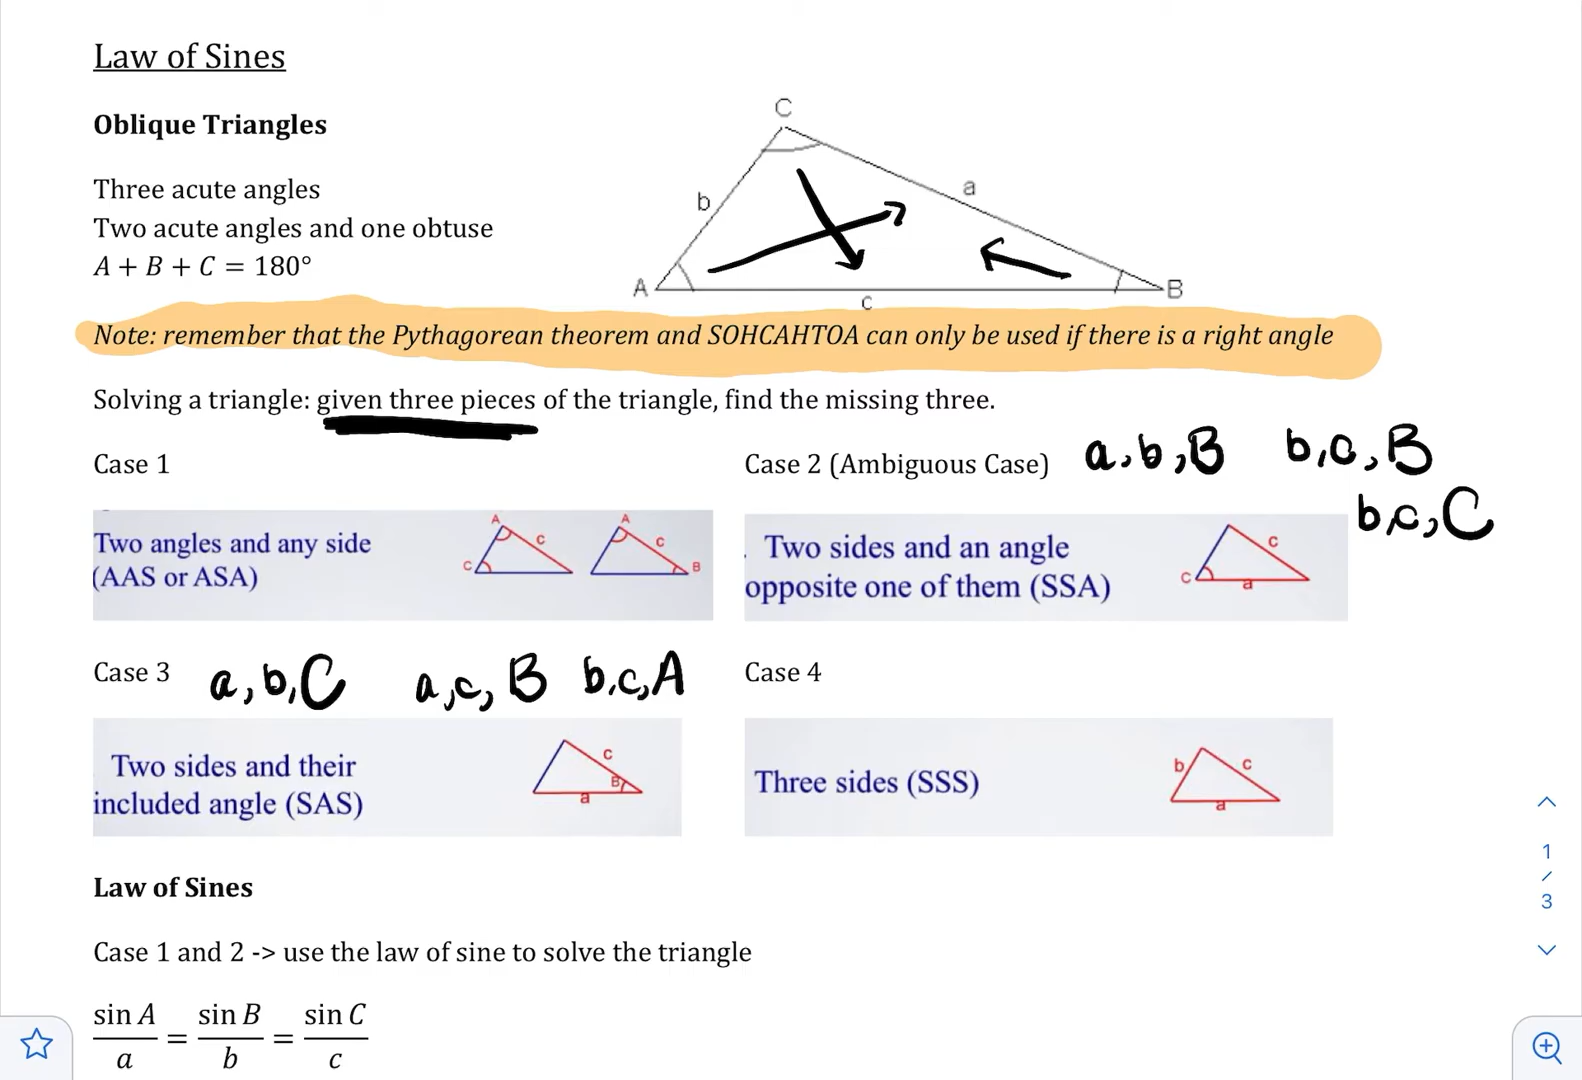 Law of Sines
Oblique Triangles
Three acute angles
Two acute angles and one obtuse
A + B + C = 180°
C
b
a
A
B
c
Note: remember that the Pythagorean theorem and SOHCAHTOA can only be used if there is a right angle
Solving a triangle: given three pieces of the triangle, find the missing three.
Case 1
Two angles and any side
(AAS or ASA)
A
c
C
A
c
B
Case 2 (Ambiguous Case) a,b,B b,c,B
b,c,C
Two sides and an angle
opposite one of them (SSA)
c
C
a
Case 3 a,b,C a,c,B b,c,A
Two sides and their
included angle (SAS)
c
B
a
Case 4
Three sides (SSS)
b
c
a
Law of Sines
Case 1 and 2 -> use the law of sine to solve the triangle
sin A / a = sin B / b = sin C / c
1
/
3